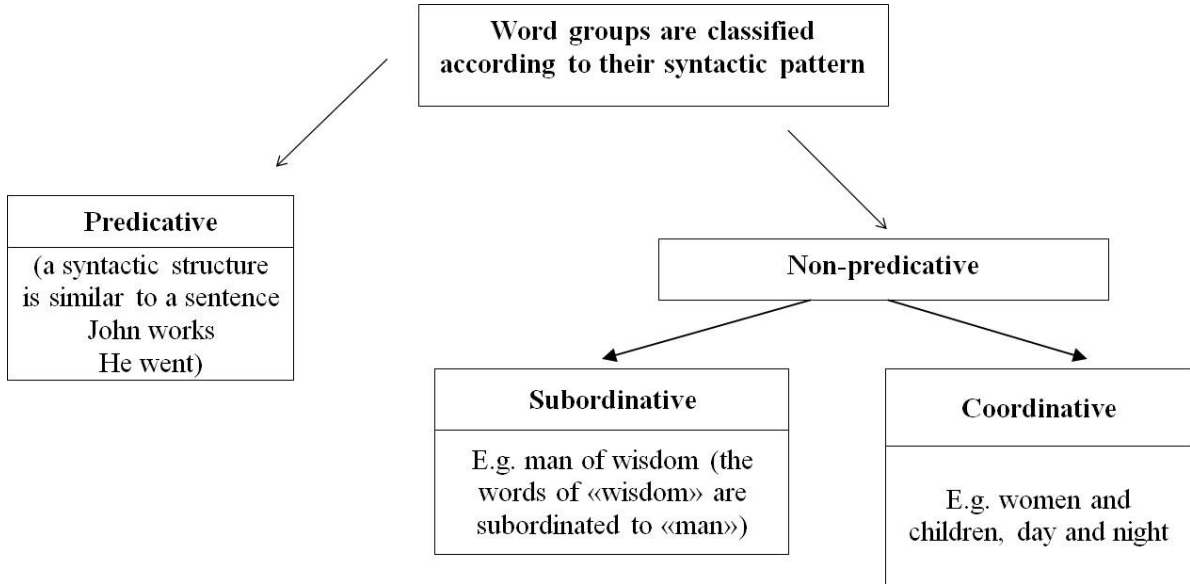 Word groups are classified
according to their syntactic pattern
Predicative
(a syntactic structure
is similar to a sentence
John works
He went)
Non-predicative
Subordinative
E.g. man of wisdom (the
words of «wisdom» are
subordinated to «man»)
Coordinative
E.g. women and
children, day and night